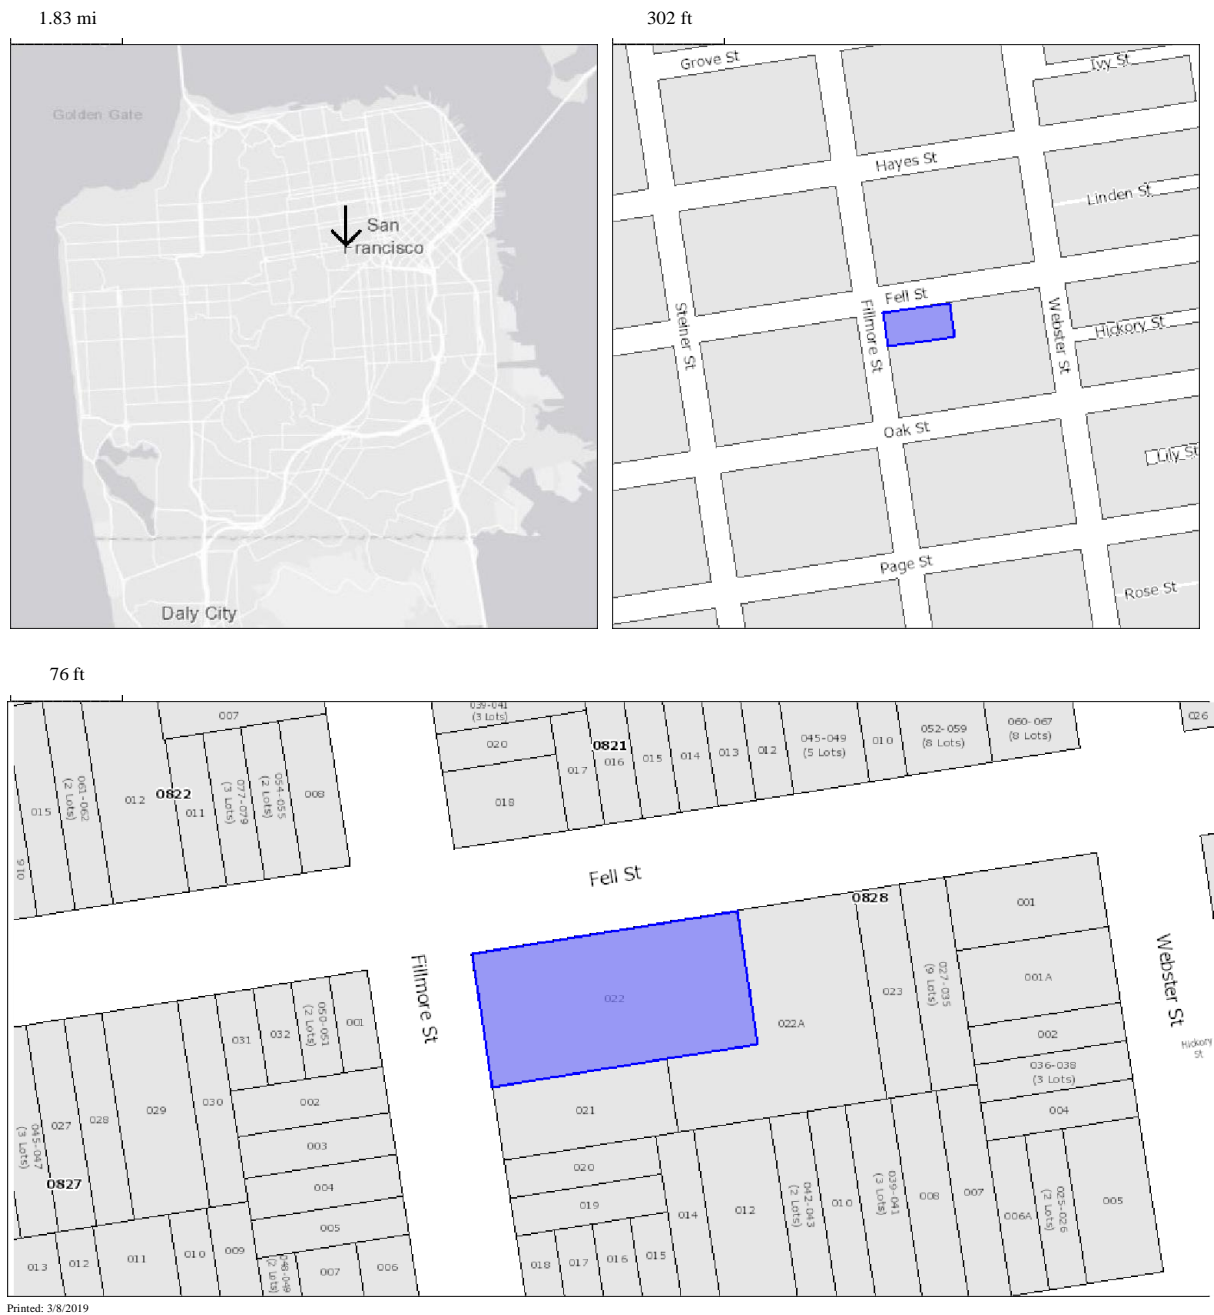 1.83 mi
302 ft
Golden Gate
San
Francisco
Daly City
Grove St
Ivy St
Hayes St
Linden St
Fell St
Steiner St
Fillmore St
Webster St
Hickory St
Oak St
Lily St
Page St
Rose St
76 ft
007
015
061-062
(2 Lots)
012
0822
011
077-079
(3 Lots)
054-055
(2 Lots)
008
039-041
(3 Lots)
020
018
017
0821
016
015
014
013
012
045-049
(5 Lots)
010
052-059
(8 Lots)
060-067
(8 Lots)
026
Fell St
Fillmore St
Webster St
Hickory
St
022
022A
0828
023
027-035
(9 Lots)
001
001A
002
036-038
(3 Lots)
004
021
020
019
018
017
016
015
014
012
042-043
(2 Lots)
010
039-041
(3 Lots)
008
007
006A
025-026
(2 Lots)
005
045-047
(3 Lots)
027
028
029
030
031
032
050-051
(2 Lots)
001
002
003
004
005
0827
013
012
011
010
009
048-049
(2 Lots)
007
006
Printed: 3/8/2019